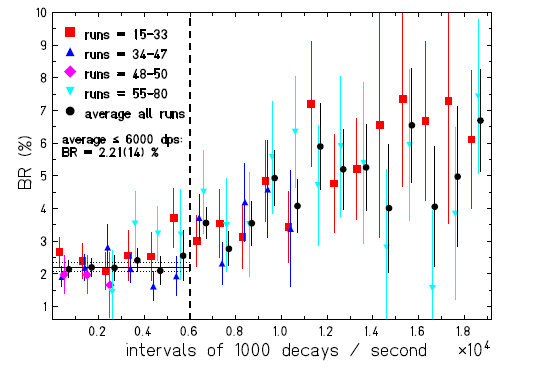 10
9
8
7
6
5
4
3
2
1
BR (%)
runs = 15-33
runs = 34-47
runs = 48-50
runs = 55-80
average all runs
average ≤ 6000 dps:
BR = 2.21(14) %
0.2 0.4 0.6 0.8 1 1.2 1.4 1.6 1.8
intervals of 1000 decays / second ×10⁴